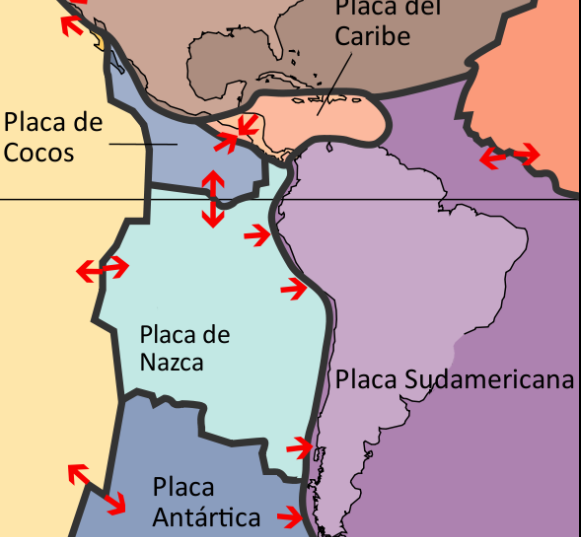 Placa del
Caribe
Placa de
Cocos
Placa de
Nazca
Placa Sudamericana
Placa
Antártica